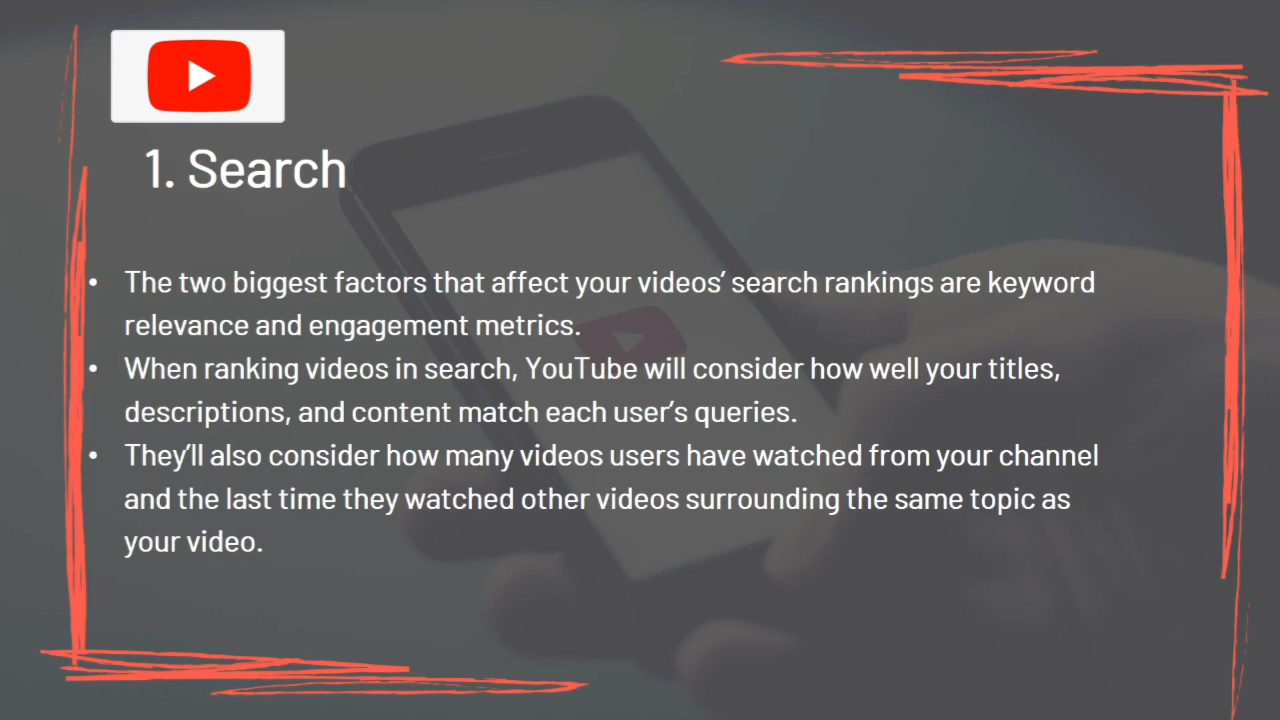 1. Search
• The two biggest factors that affect your videos’ search rankings are keyword
relevance and engagement metrics.
• When ranking videos in search, YouTube will consider how well your titles,
descriptions, and content match each user’s queries.
• They’ll also consider how many videos users have watched from your channel
and the last time they watched other videos surrounding the same topic as
your video.